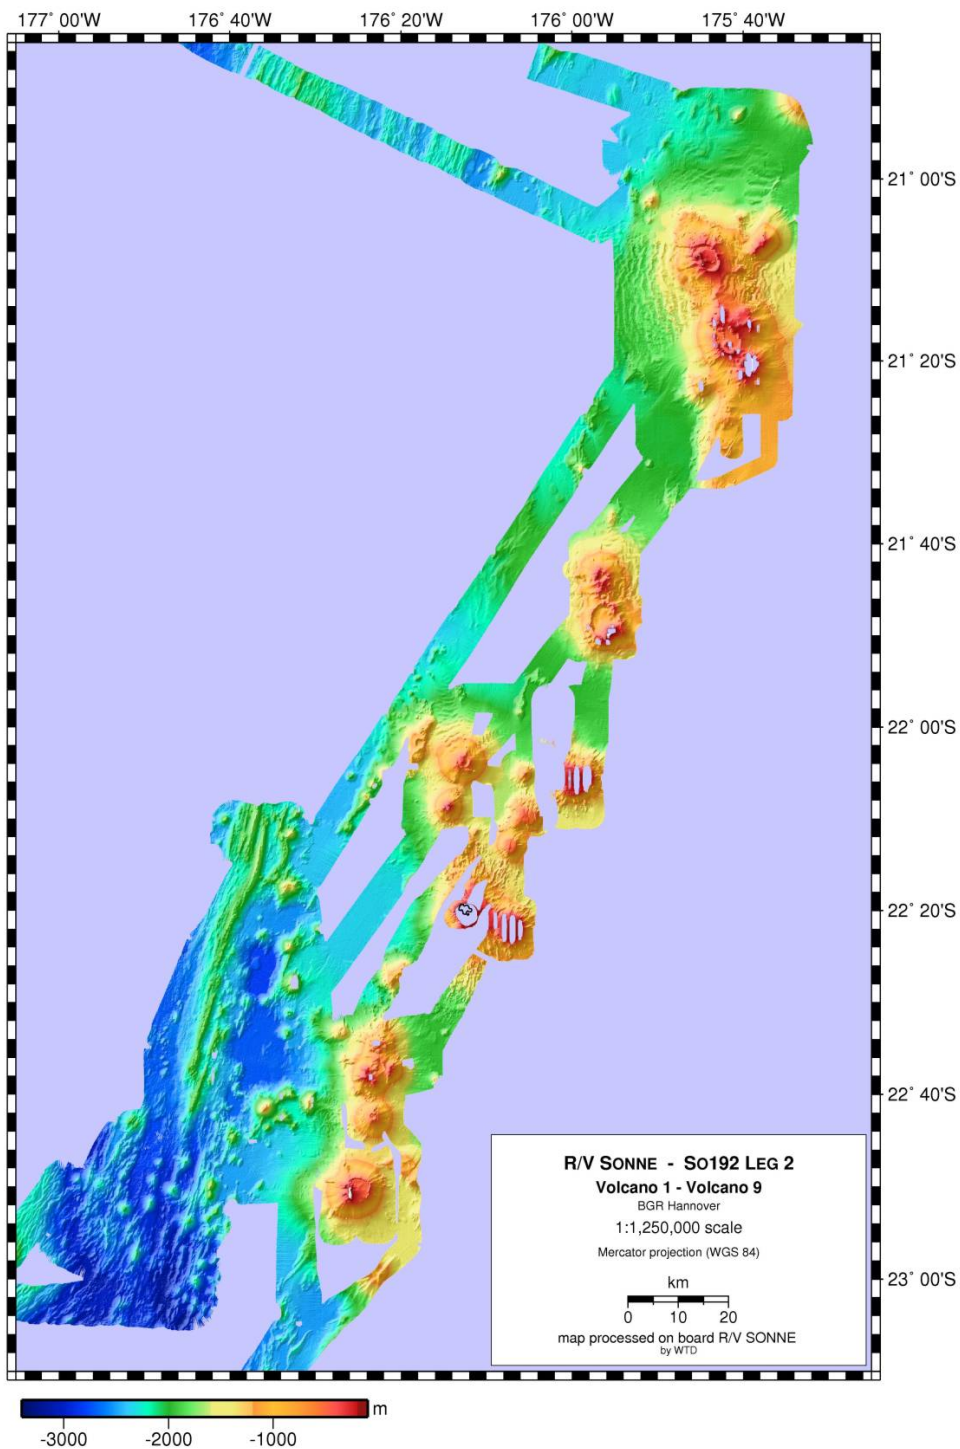 177° 00'W 176° 40'W 176° 20'W 176° 00'W 175° 40'W
21° 00'S
21° 20'S
21° 40'S
22° 00'S
22° 20'S
22° 40'S
23° 00'S
R/V SONNE - SO192 LEG 2
Volcano 1 - Volcano 9
BGR Hannover
1:1,250,000 scale
Mercator projection (WGS 84)
km
0 10 20
map processed on board R/V SONNE
by WTD
m
-3000 -2000 -1000